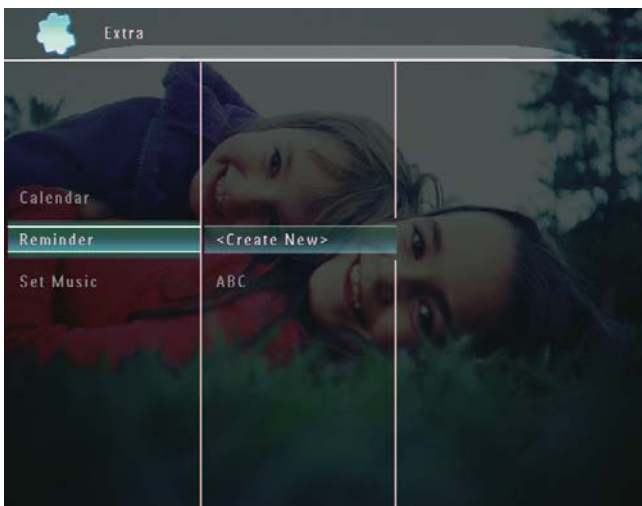 Extra
Calendar
Reminder
<Create New>
Set Music
ABC